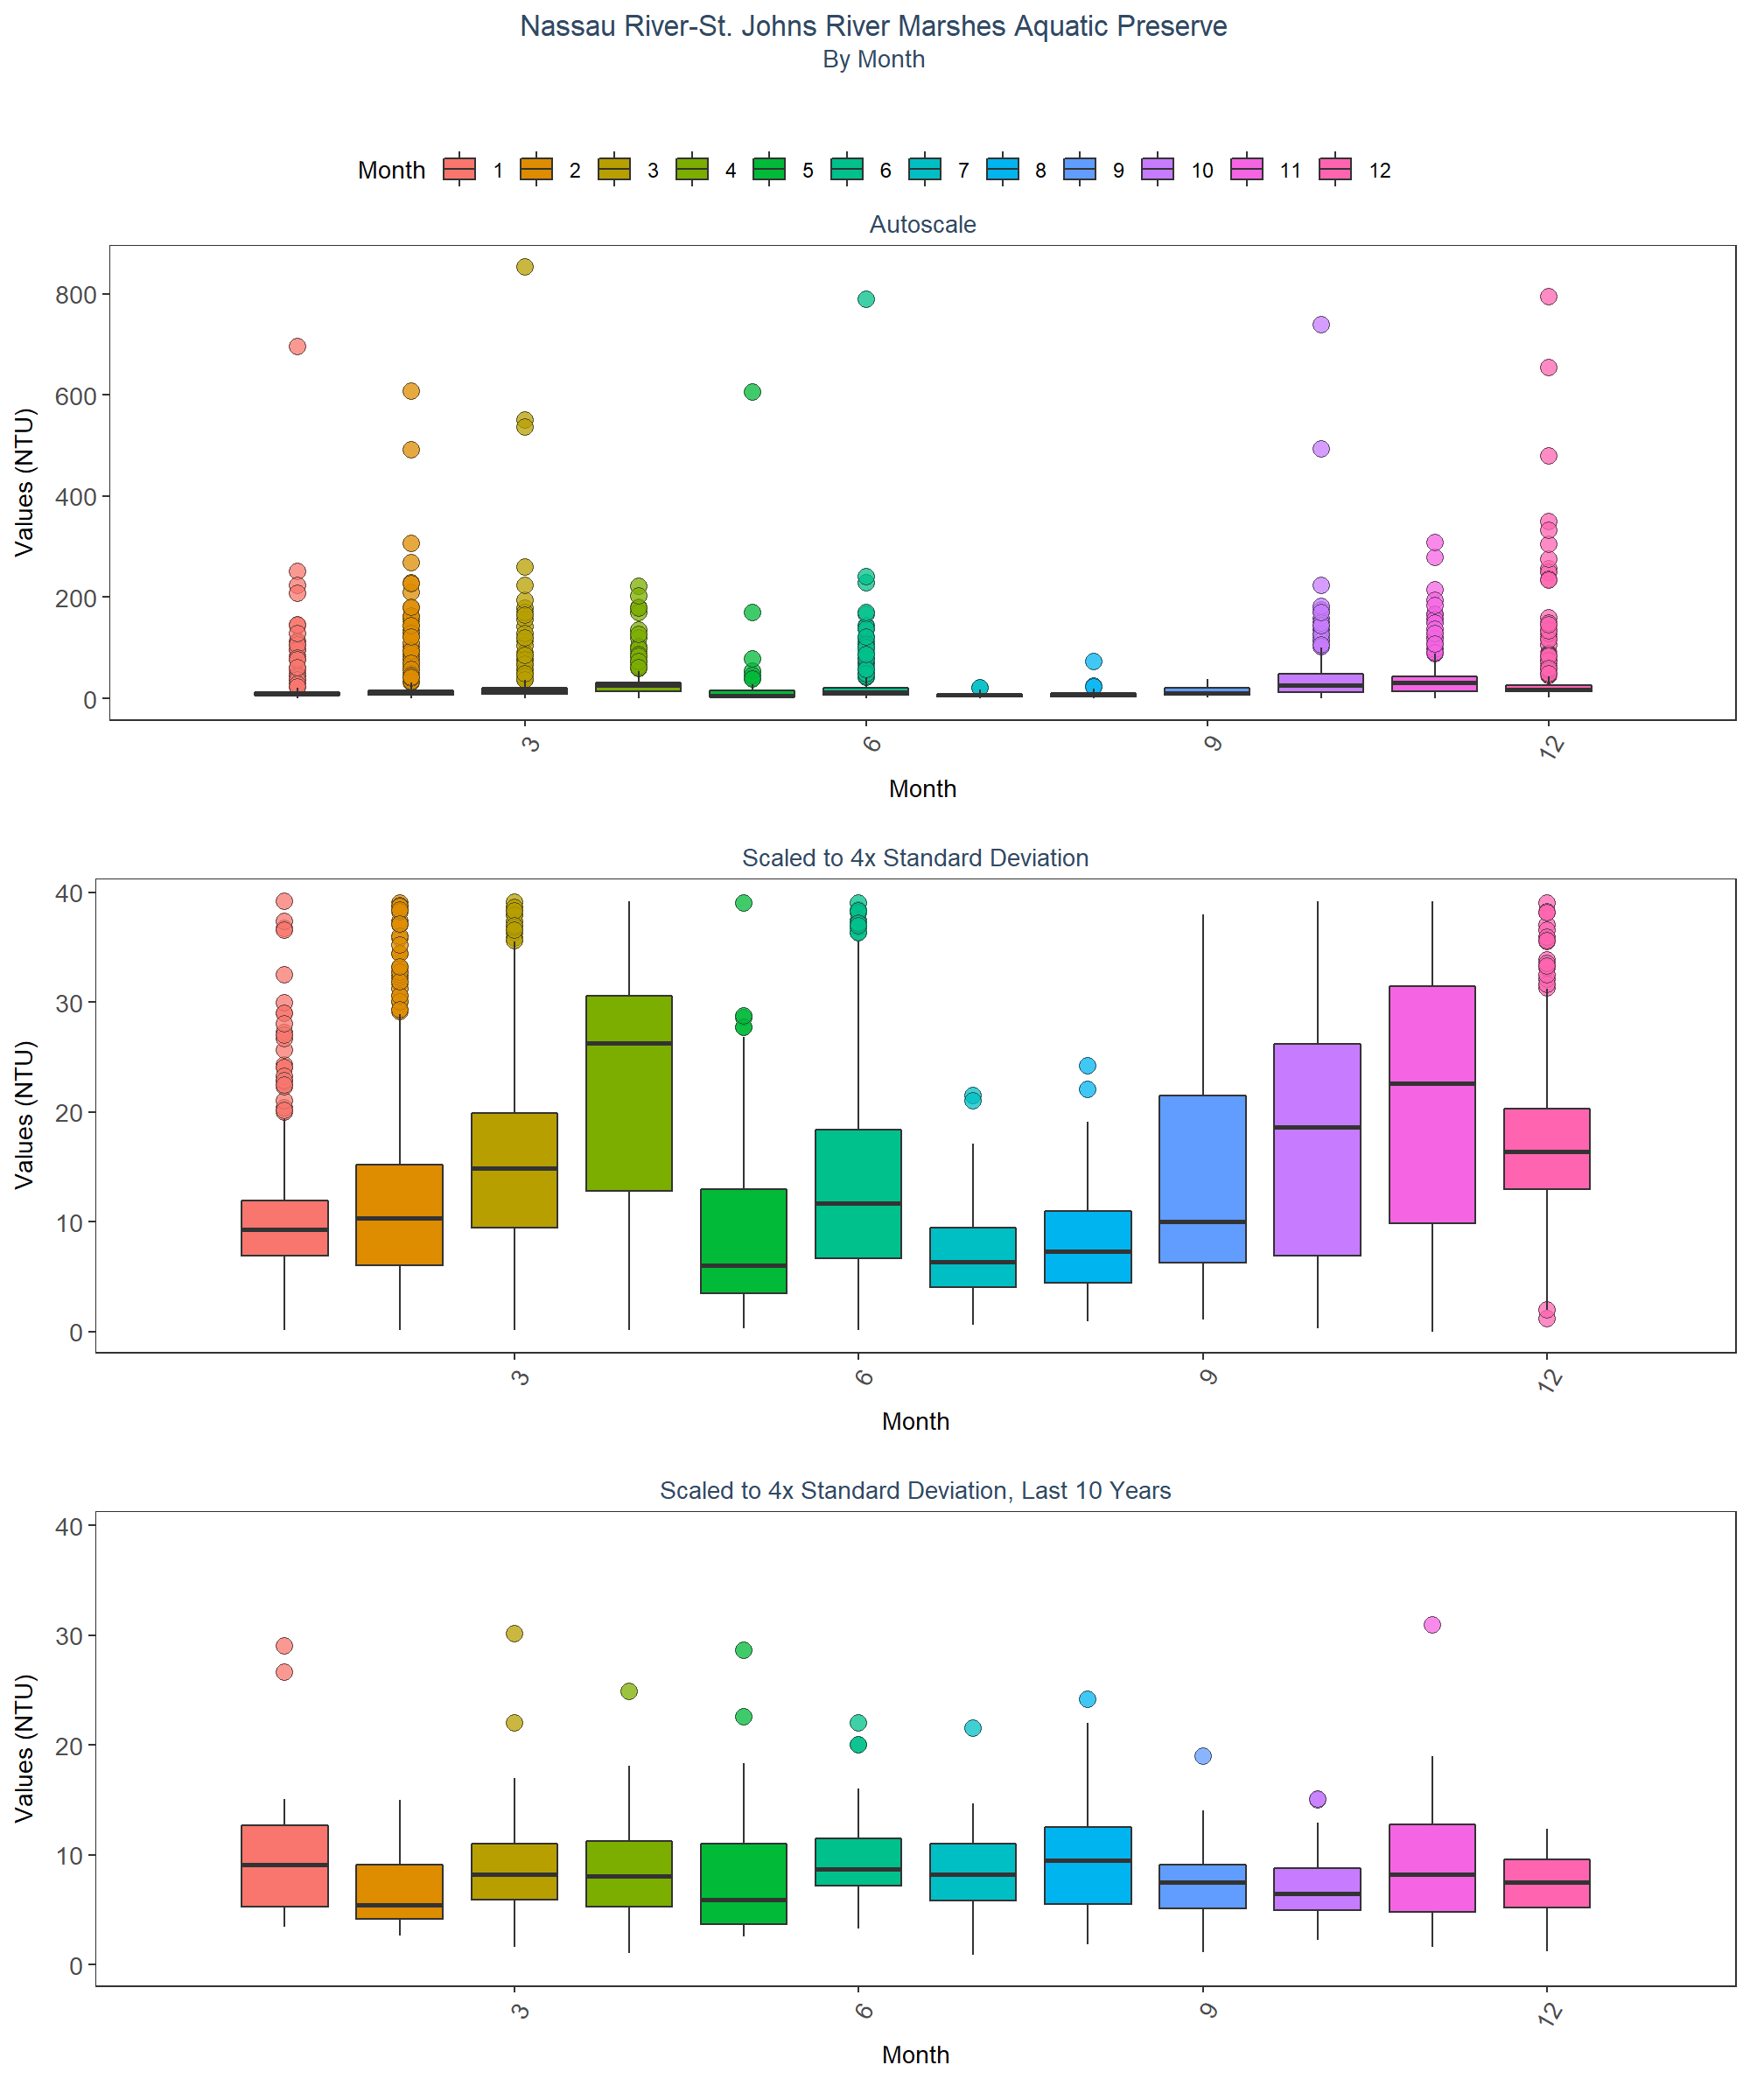 Nassau River-St. Johns River Marshes Aquatic Preserve
By Month
Month 1 2 3 4 5 6 7 8 9 10 11 12
Autoscale
Values (NTU)
800
600
400
200
0
3 6 9 12
Month
Scaled to 4x Standard Deviation
Values (NTU)
40
30
20
10
0
3 6 9 12
Month
Scaled to 4x Standard Deviation, Last 10 Years
Values (NTU)
40
30
20
10
0
3 6 9 12
Month